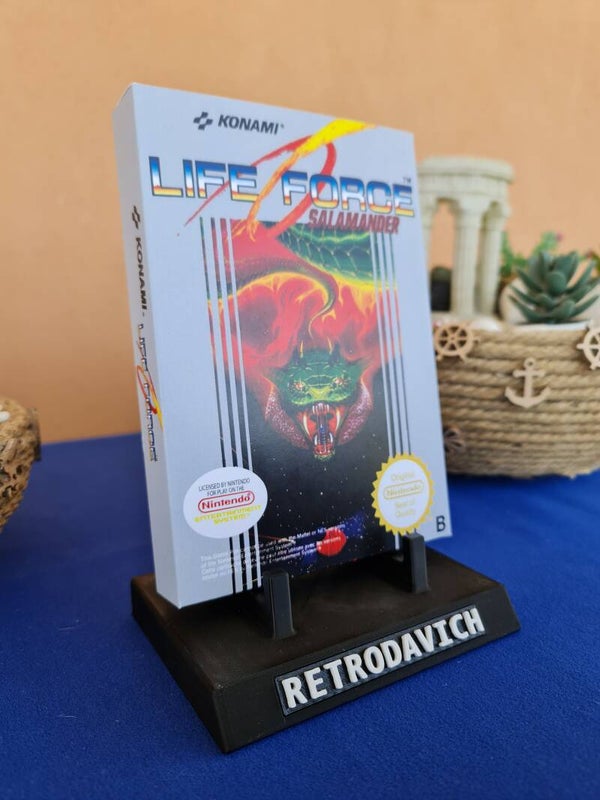 KONAMI®
LIFE FORCE™
SALAMANDER
KONAMI®
LIFE FORCE
LICENSED BY NINTENDO
FOR PLAY ON THE
Nintendo
ENTERTAINMENT
SYSTEM
Original
Nintendo
Seal of
Quality
B
RETRODAVICH